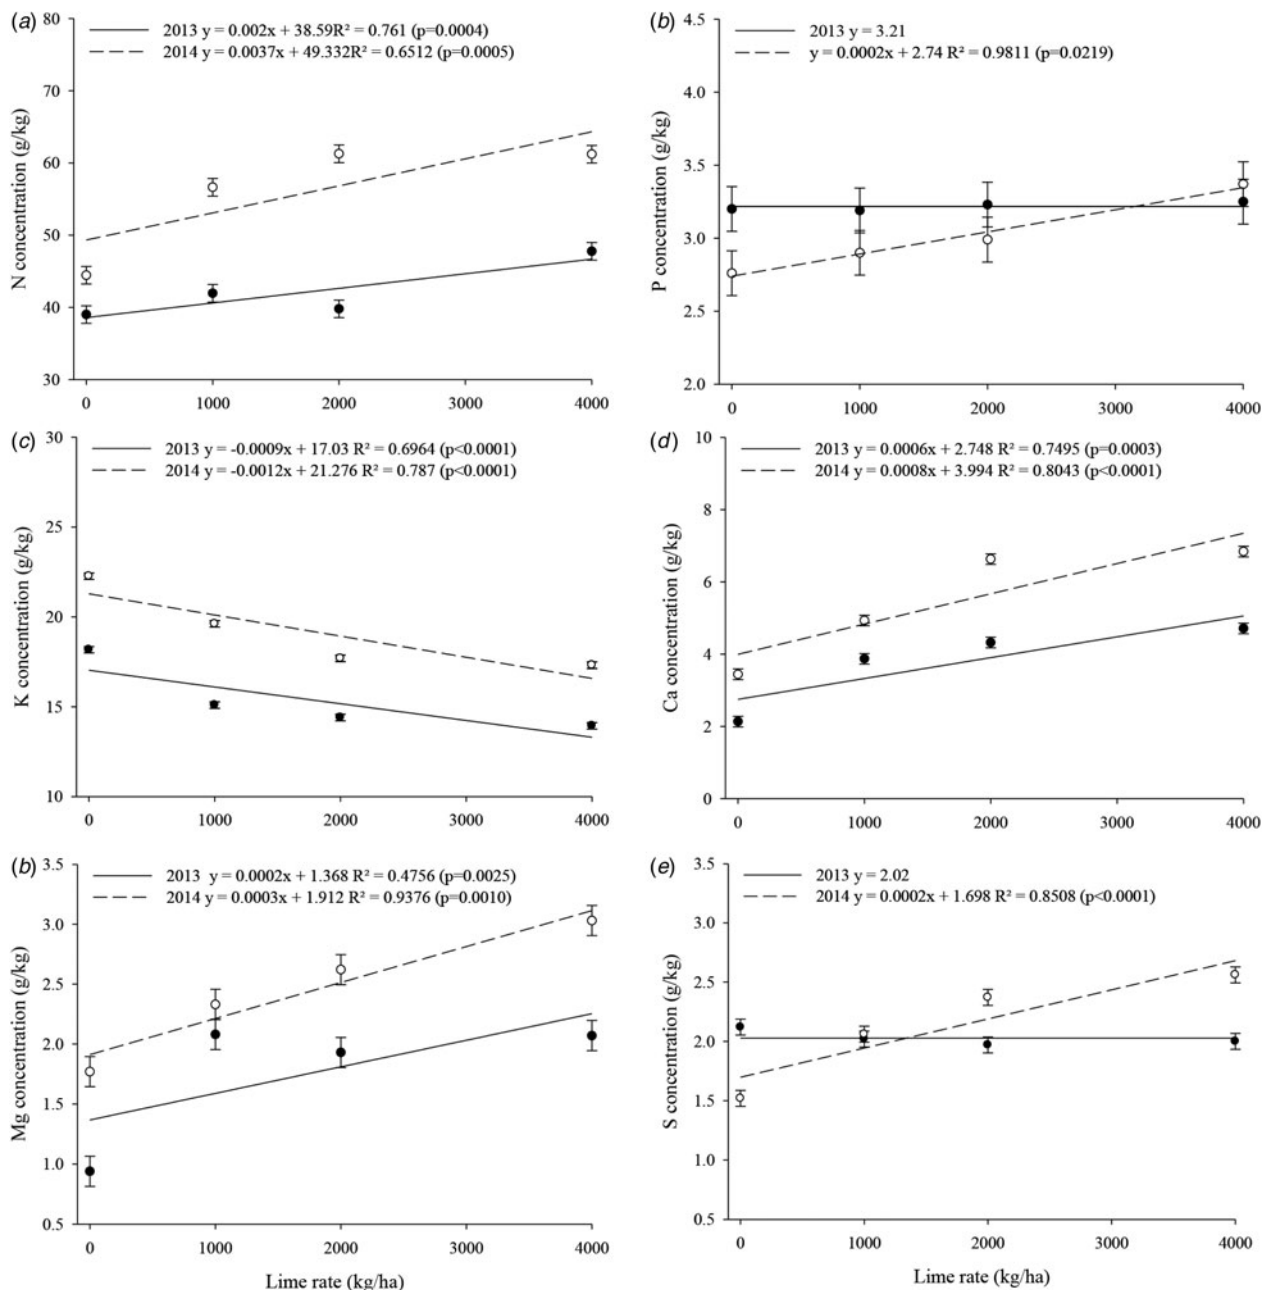 (a)
2013 y = 0.002x + 38.59R² = 0.761 (p=0.0004)
2014 y = 0.0037x + 49.332R² = 0.6512 (p=0.0005)
80
70
60
50
40
30
N concentration (g/kg)
0 1000 2000 3000 4000
(b)
2013 y = 3.21
y = 0.0002x + 2.74 R² = 0.9811 (p=0.0219)
4.5
4.0
3.5
3.0
2.5
2.0
P concentration (g/kg)
0 1000 2000 3000 4000
(c)
2013 y = -0.0009x + 17.03 R² = 0.6964 (p<0.0001)
2014 y = -0.0012x + 21.276 R² = 0.787 (p<0.0001)
30
25
20
15
10
K concentration (g/kg)
0 1000 2000 3000 4000
(d)
2013 y = 0.0006x + 2.748 R² = 0.7495 (p=0.0003)
2014 y = 0.0008x + 3.994 R² = 0.8043 (p<0.0001)
10
8
6
4
2
0
Ca concentration (g/kg)
0 1000 2000 3000 4000
(b)
2013 y = 0.0002x + 1.368 R² = 0.4756 (p=0.0025)
2014 y = 0.0003x + 1.912 R² = 0.9376 (p=0.0010)
3.5
3.0
2.5
2.0
1.5
1.0
0.5
Mg concentration (g/kg)
0 1000 2000 3000 4000
Lime rate (kg/ha)
(e)
2013 y = 2.02
2014 y = 0.0002x + 1.698 R² = 0.8508 (p<0.0001)
3.5
3.0
2.5
2.0
1.5
1.0
0.5
S concentration (g/kg)
0 1000 2000 3000 4000
Lime rate (kg/ha)